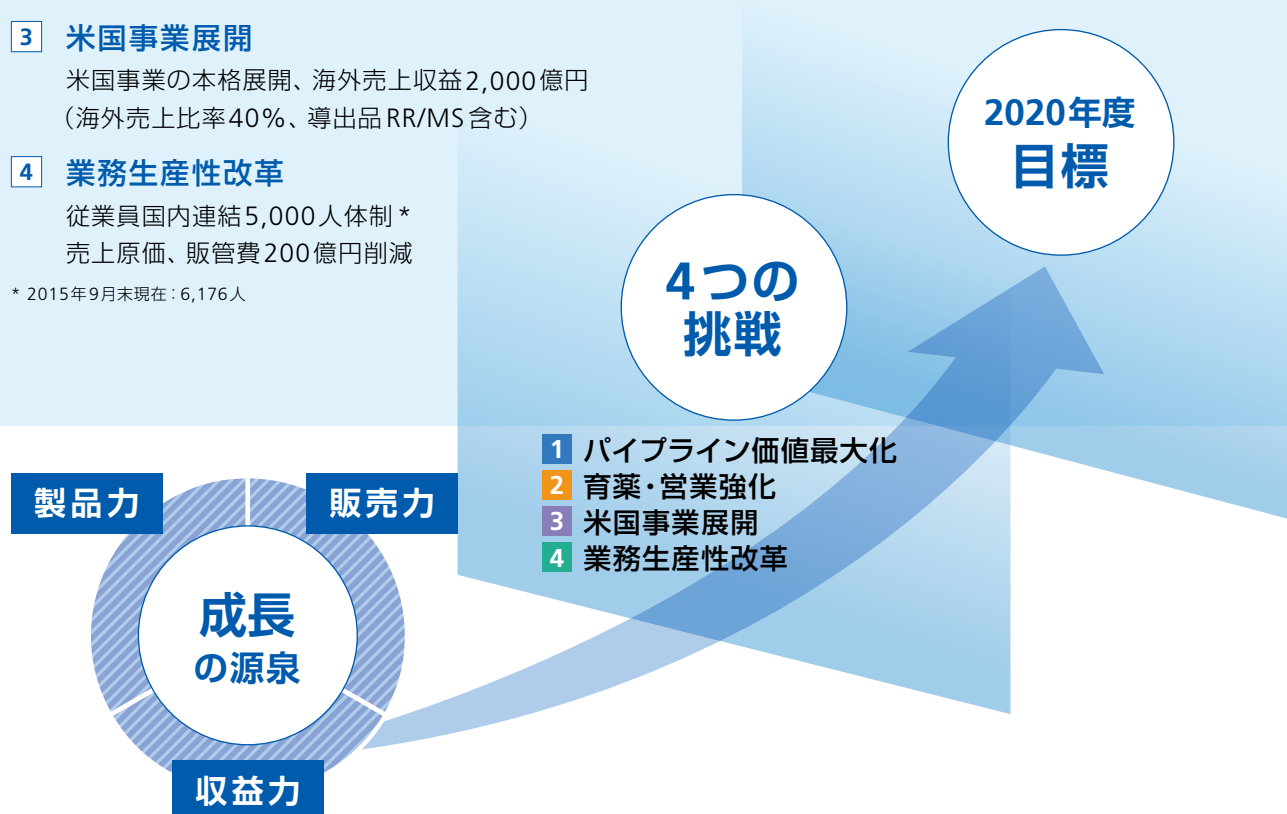 3 米国事業展開
米国事業の本格展開、海外売上収益2,000億円
（海外売上比率40%、導出品RR/MS含む）
4 業務生産性改革
従業員国内連結5,000人体制*
売上原価、販管費200億円削減
* 2015年9月末現在：6,176人
2020年度
目標
4つの
挑戦
1 パイプライン価値最大化
2 育薬・営業強化
3 米国事業展開
4 業務生産性改革
製品力
販売力
成長
の源泉
収益力